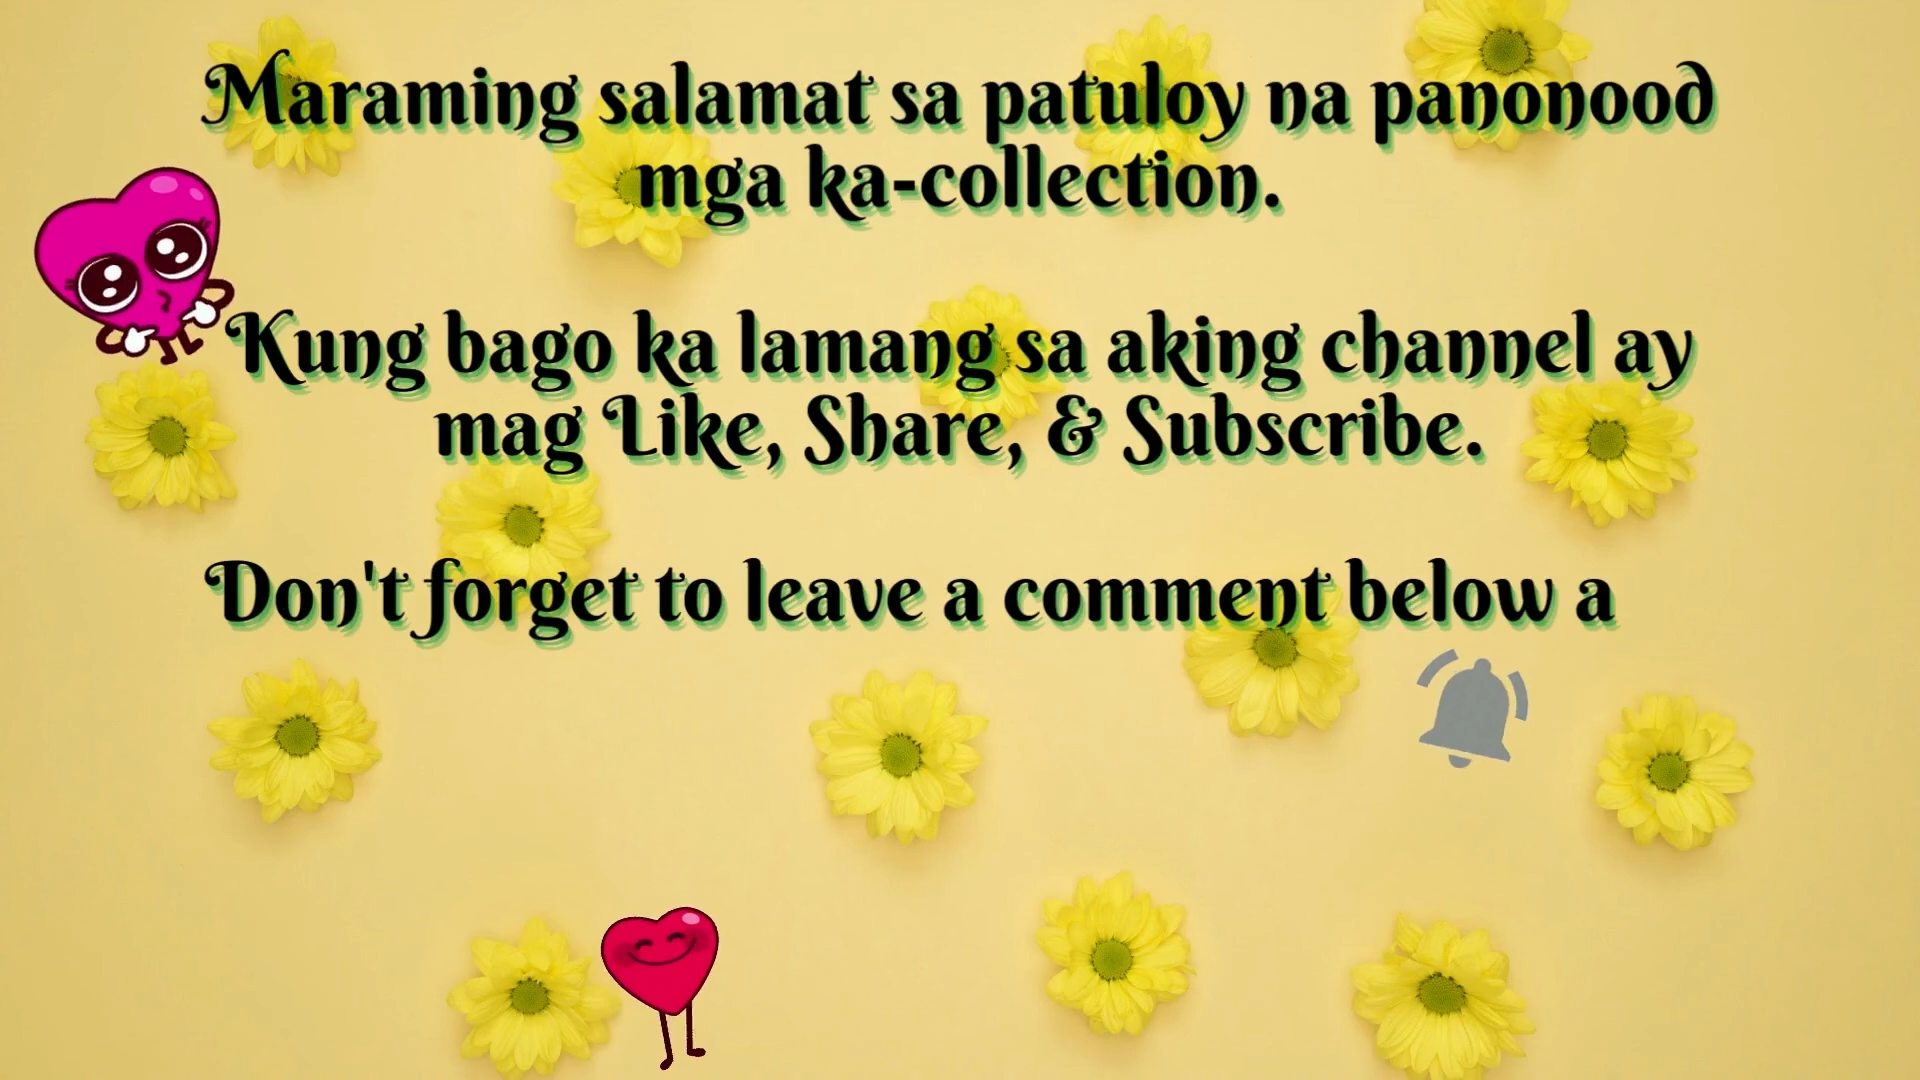 Maraming salamat sa patuloy na panonood
mga ka-collection.
Kung bago ka lamang sa aking channel ay
mag Like, Share, & Subscribe.
Don't forget to leave a comment below a